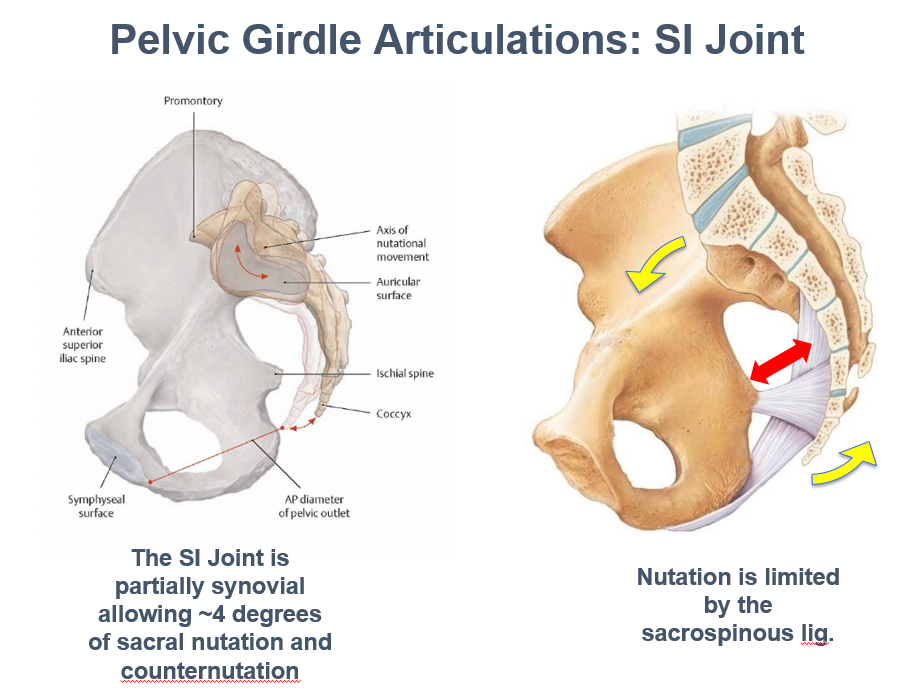 Pelvic Girdle Articulations: SI Joint
Promontory
Axis of
nutational
movement
Auricular
surface
Anterior
superior
iliac spine
Ischial spine
Coccyx
Symphyseal
surface
AP diameter
of pelvic outlet
The SI Joint is
partially synovial
allowing ~4 degrees
of sacral nutation and
counternutation
Nutation is limited
by the
sacrospinous lig.